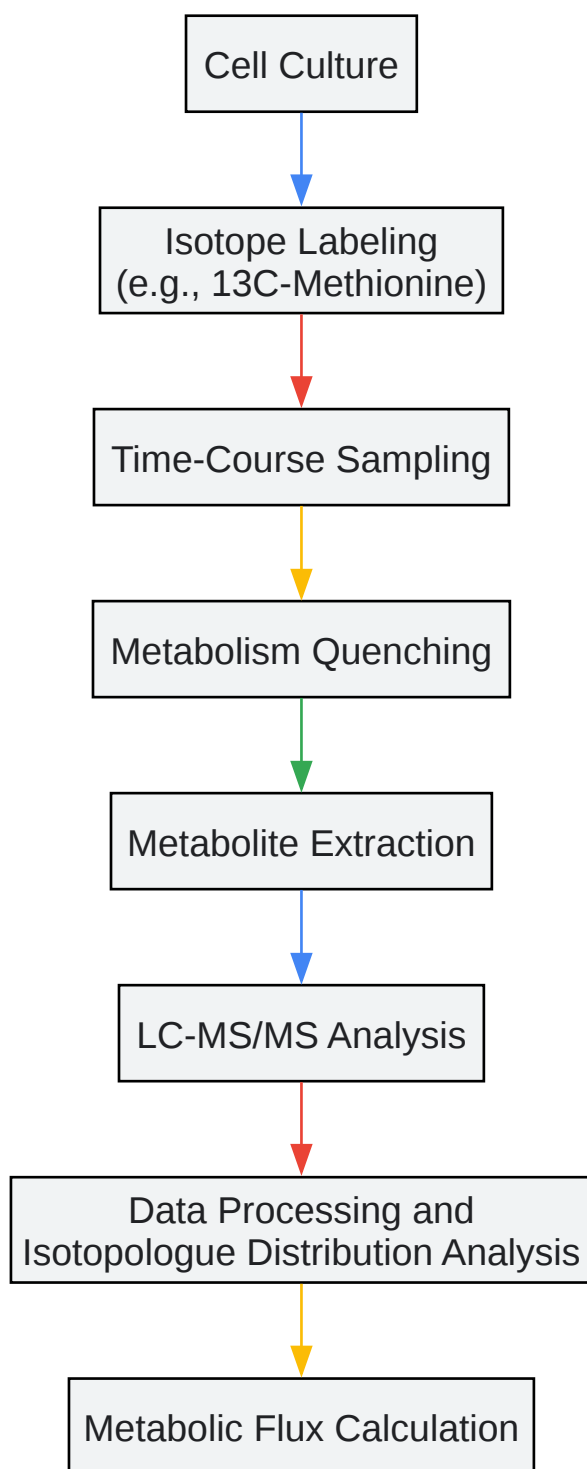 Cell Culture
Isotope Labeling
(e.g., 13C-Methionine)
Time-Course Sampling
Metabolism Quenching
Metabolite Extraction
LC-MS/MS Analysis
Data Processing and
Isotopologue Distribution Analysis
Metabolic Flux Calculation